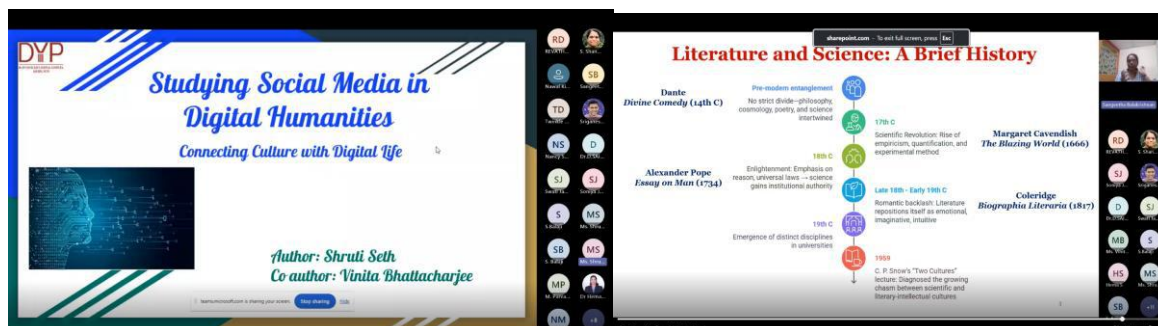 DYP
Studying Social Media in
Digital Humanities
Connecting Culture with Digital Life
Author: Shruti Seth
Co author: Vinita Bhattacharjee
teams.microsoft.com is sharing your screen.
Stop sharing
Hide
RD
SB
TD
NS
D
SJ
SJ
S
MS
SB
MS
MP
NM
sharepoint.com - To exit full screen, press Esc
Literature and Science: A Brief History
Dante
Divine Comedy (14th C)
Pre-modern entanglement
No strict divide—philosophy,
cosmology, poetry, and science
intertwined
17th C
Scientific Revolution: Rise of
empiricism, quantification, and
experimental method
Margaret Cavendish
The Blazing World (1666)
Alexander Pope
Essay on Man (1734)
18th C
Enlightenment: Emphasis on
reason, universal laws → science
gains institutional authority
Late 18th - Early 19th C
Romantic backlash: Literature
repositions itself as emotional,
imaginative, intuitive
Coleridge
Biographia Literaria (1817)
19th C
Emergence of distinct disciplines
in universities
1959
C. P. Snow's "Two Cultures"
lecture: Diagnosed the growing
chasm between scientific and
literary-intellectual cultures
RD
SJ
D
SJ
MB
S
HS
MS
SB